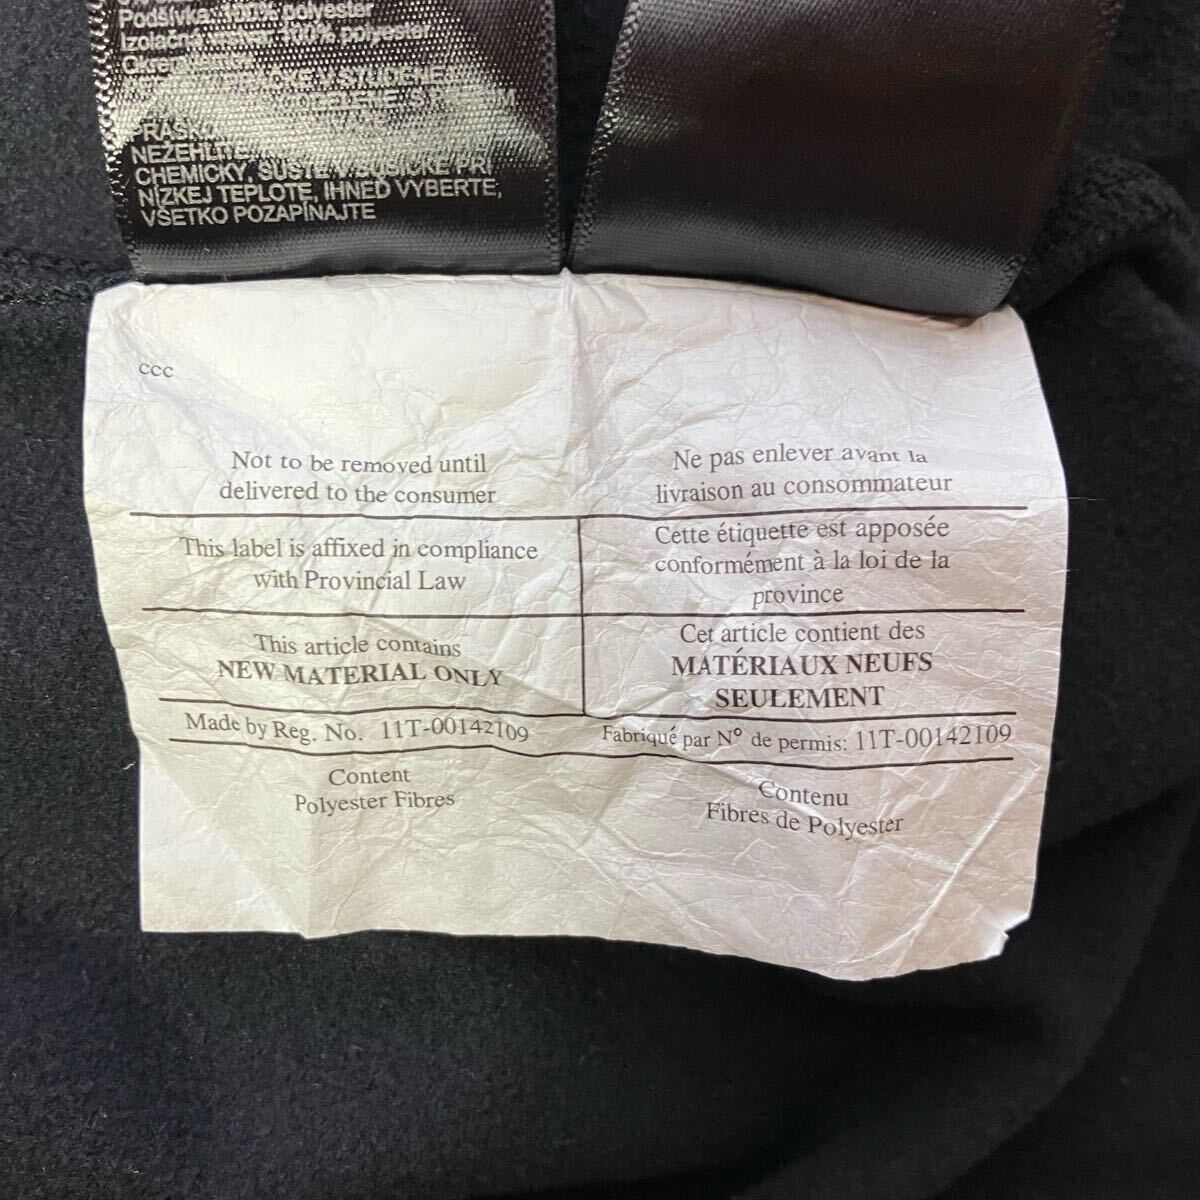 Podšívka: 100% polyester
Izolačná 100% polyester
PRÁŠK
NEŽEHLITE
CHEMICKY, SUŠTE V SUŠIČKE PRI
NÍZKEJ TEPLOTE, IHNEĎ VYBERTE,
VŠETKO POZAPÍNAJTE
ccc
Not to be removed until
delivered to the consumer
Ne pas enlever avant la
livraison au consommateur
This label is affixed in compliance
with Provincial Law
Cette étiquette est apposée
conformément à la loi de la
province
This article contains
NEW MATERIAL ONLY
Cet article contient des
MATÉRIAUX NEUFS
SEULEMENT
Made by Reg. No. 11T-00142109
Fabriqué par Nº de permis: 11T-00142109
Content
Polyester Fibres
Contenu
Fibres de Polyester